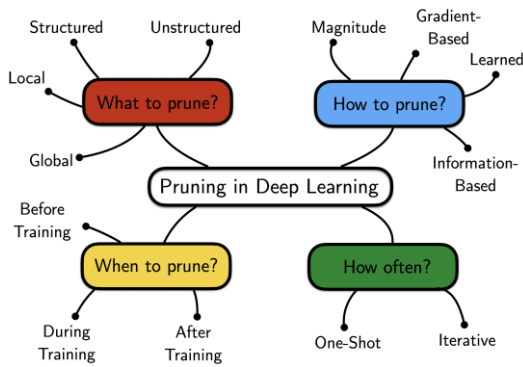 Structured
Unstructured
Local
What to prune?
Global
Magnitude
Gradient-
Based
Learned
How to prune?
Information-
Based
Pruning in Deep Learning
Before
Training
When to prune?
During
Training
After
Training
How often?
One-Shot
Iterative